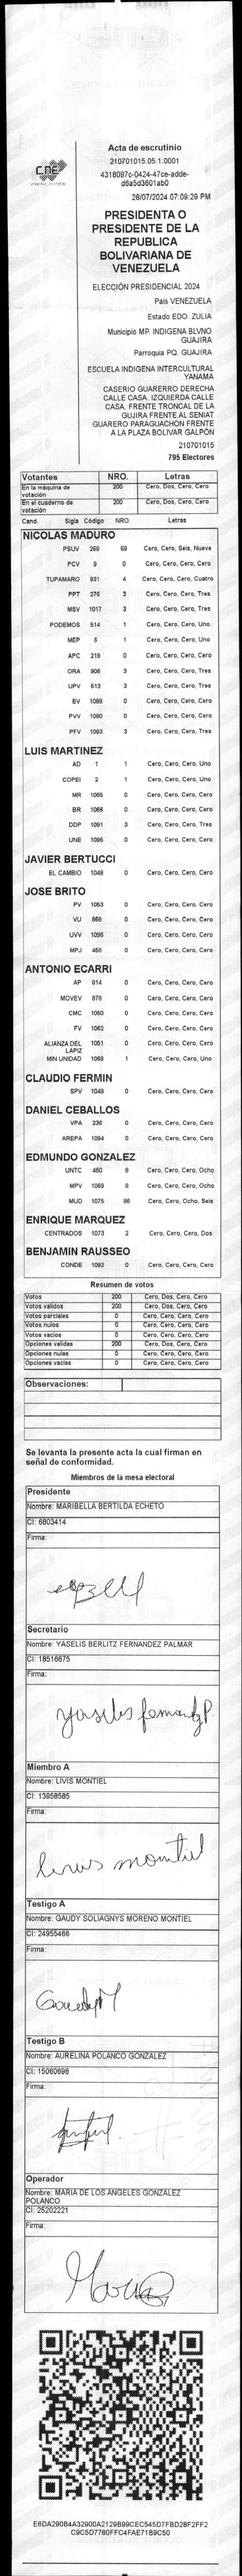 CNE
Acta de escrutinio
210701015.05.1.0001
4318097c-0424-47ce-adde-
d6a5d3601ab0
28/07/2024 07:09:29 PM
PRESIDENTA O
PRESIDENTE DE LA
REPUBLICA
BOLIVARIANA DE
VENEZUELA
ELECCIÓN PRESIDENCIAL 2024
País VENEZUELA
Estado EDO. ZULIA
Municipio MP. INDIGENA BLVNO
GUAJIRA
Parroquia PQ. GUAJIRA
ESCUELA INDIGENA INTERCULTURAL
YANAMA
CASERIO GUARERRO DERECHA
CALLE CASA. IZQUIERDA CALLE
CASA. FRENTE TRONCAL DE LA
GUJIRA FRENTE AL SENIAT
GUARERO PARAGUACHON FRENTE
A LA PLAZA BOLIVAR GALPÓN
210701015
795 Electores
Votantes NRO. Letras
En la máquina de votación 200 Cero, Dos, Cero, Cero
En el cuaderno de votación 200 Cero, Dos, Cero, Cero
Cand. Sigla Código NRO. Letras
NICOLAS MADURO
PSUV 269 69 Cero, Cero, Seis, Nueve
PCV 9 0 Cero, Cero, Cero, Cero
TUPAMARO 931 4 Cero, Cero, Cero, Cuatro
PPT 276 3 Cero, Cero, Cero, Tres
MSV 1017 3 Cero, Cero, Cero, Tres
PODEMOS 514 1 Cero, Cero, Cero, Uno
MEP 6 1 Cero, Cero, Cero, Uno
APC 219 0 Cero, Cero, Cero, Cero
ORA 906 3 Cero, Cero, Cero, Tres
UPV 513 3 Cero, Cero, Cero, Tres
EV 1089 0 Cero, Cero, Cero, Cero
PVV 1090 0 Cero, Cero, Cero, Cero
PFV 1093 3 Cero, Cero, Cero, Tres
LUIS MARTINEZ
AD 1 1 Cero, Cero, Cero, Uno
COPEI 2 1 Cero, Cero, Cero, Uno
MR 1065 0 Cero, Cero, Cero, Cero
BR 1066 0 Cero, Cero, Cero, Cero
DDP 1091 3 Cero, Cero, Cero, Tres
UNE 1095 0 Cero, Cero, Cero, Cero
JAVIER BERTUCCI
EL CAMBIO 1048 0 Cero, Cero, Cero, Cero
JOSE BRITO
PV 1053 0 Cero, Cero, Cero, Cero
VU 868 0 Cero, Cero, Cero, Cero
UVV 1096 0 Cero, Cero, Cero, Cero
MPJ 458 0 Cero, Cero, Cero, Cero
ANTONIO ECARRI
AP 814 0 Cero, Cero, Cero, Cero
MOVEV 878 0 Cero, Cero, Cero, Cero
CMC 1050 0 Cero, Cero, Cero, Cero
FV 1062 0 Cero, Cero, Cero, Cero
ALIANZA DEL LAPIZ 1051 0 Cero, Cero, Cero, Cero
MIN UNIDAD 1068 1 Cero, Cero, Cero, Uno
CLAUDIO FERMIN
SPV 1049 0 Cero, Cero, Cero, Cero
DANIEL CEBALLOS
VPA 236 0 Cero, Cero, Cero, Cero
AREPA 1094 0 Cero, Cero, Cero, Cero
EDMUNDO GONZALEZ
UNTC 460 8 Cero, Cero, Cero, Ocho
MPV 1069 8 Cero, Cero, Cero, Ocho
MUD 1075 86 Cero, Cero, Ocho, Seis
ENRIQUE MARQUEZ
CENTRADOS 1073 2 Cero, Cero, Cero, Dos
BENJAMIN RAUSSEO
CONDE 1092 0 Cero, Cero, Cero, Cero
Resumen de votos
Votos 200 Cero, Dos, Cero, Cero
Votos validos 200 Cero, Dos, Cero, Cero
Votos parciales 0 Cero, Cero, Cero, Cero
Votos nulos 0 Cero, Cero, Cero, Cero
Votos vacios 0 Cero, Cero, Cero, Cero
Opciones validas 200 Cero, Dos, Cero, Cero
Opciones nulas 0 Cero, Cero, Cero, Cero
Opciones vacias 0 Cero, Cero, Cero, Cero
Observaciones:
Se levanta la presente acta la cual firman en
señal de conformidad.
Miembros de la mesa electoral
Presidente
Nombre: MARIBELLA BERTILDA ECHETO
CI: 6803414
Firma:
Secretario
Nombre: YASELIS BERLITZ FERNANDEZ PALMAR
CI: 18516675
Firma:
Yaselis Fernandez P.
Miembro A
Nombre: LIVIS MONTIEL
CI: 13958585
Firma:
Livis montiel
Testigo A
Nombre: GAUDY SOLIAGNYS MORENO MONTIEL
CI: 24955466
Firma:
Gaudy M
Testigo B
Nombre: AURELINA POLANCO GONZALEZ
CI: 15060696
Firma:
Operador
Nombre: MARIA DE LOS ANGELES GONZALEZ
POLANCO
CI: 25202221
Firma:
Maria
E6DA290B4A32900A2129B99CEC545D7FBD28F2FF2
C9C5D7780FFC4FAE71B9C50